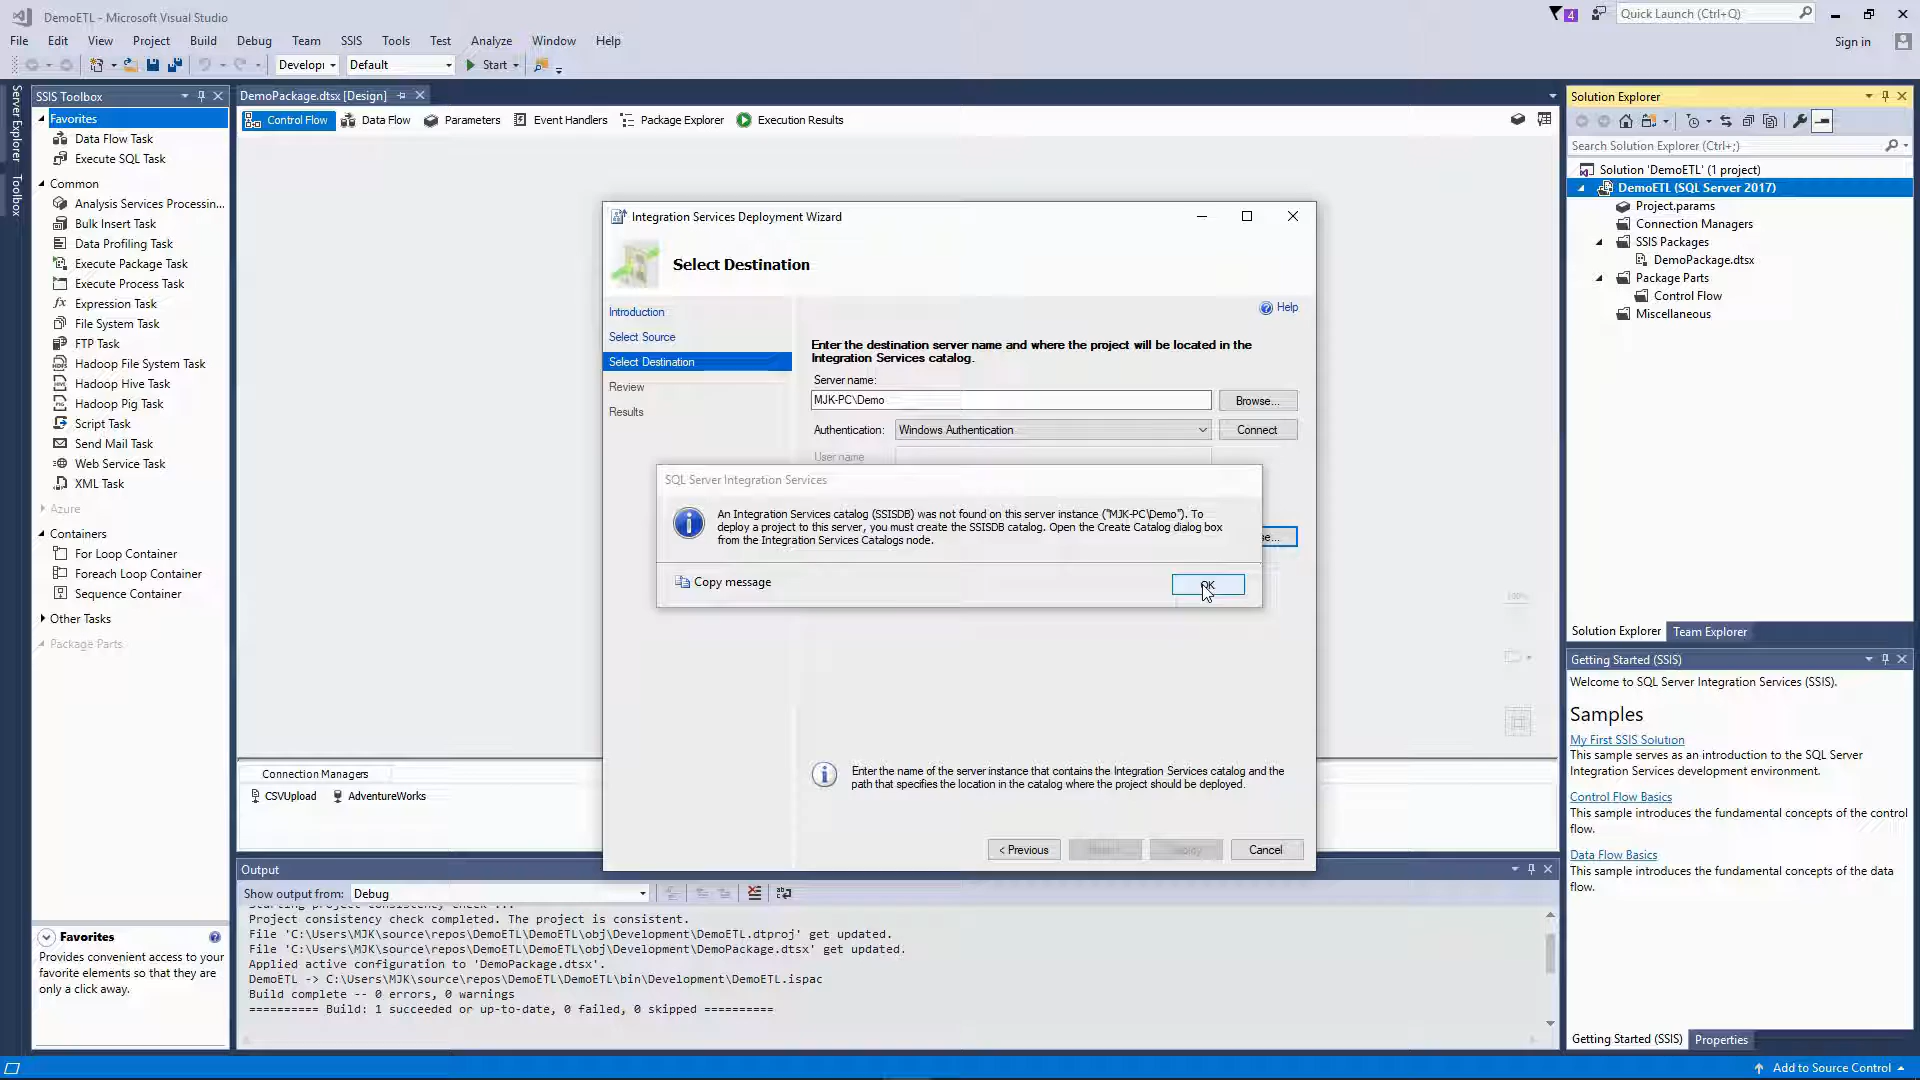 DemoETL - Microsoft Visual Studio
4
Quick Launch (Ctrl+Q)
File Edit View Project Build Debug Team SSIS Tools Test Analyze Window Help
Sign in
Developi Default Start
Server Explorer
Toolbox
SSIS Toolbox
Favorites
Data Flow Task
Execute SQL Task
Common
Analysis Services Processin...
Bulk Insert Task
Data Profiling Task
Execute Package Task
Execute Process Task
Expression Task
File System Task
FTP Task
Hadoop File System Task
Hadoop Hive Task
Hadoop Pig Task
Script Task
Send Mail Task
Web Service Task
XML Task
Azure
Containers
For Loop Container
Foreach Loop Container
Sequence Container
Other Tasks
Package Parts
Favorites
Provides convenient access to your
favorite elements so that they are
only a click away.
DemoPackage.dtsx [Design]
Control Flow Data Flow Parameters Event Handlers Package Explorer Execution Results
100%
Integration Services Deployment Wizard
Select Destination
Introduction
Select Source
Select Destination
Review
Results
Help
Enter the destination server name and where the project will be located in the
Integration Services catalog.
Server name:
MJK-PC\Demo
Browse...
Authentication: Windows Authentication
Connect
User name
SQL Server Integration Services
An Integration Services catalog (SSISDB) was not found on this server instance ("MJK-PC\Demo"). To
deploy a project to this server, you must create the SSISDB catalog. Open the Create Catalog dialog box
from the Integration Services Catalogs node.
se...
Copy message
OK
Enter the name of the server instance that contains the Integration Services catalog and the
path that specifies the location in the catalog where the project should be deployed.
< Previous
Cancel
Connection Managers
CSVUpload AdventureWorks
Output
Show output from: Debug
Starting project consistency check ...
Project consistency check completed. The project is consistent.
File 'C:\Users\MJK\source\repos\DemoETL\DemoETL\obj\Development\DemoETL.dtproj' get updated.
File 'C:\Users\MJK\source\repos\DemoETL\DemoETL\obj\Development\DemoPackage.dtsx' get updated.
Applied active configuration to 'DemoPackage.dtsx'.
DemoETL -> C:\Users\MJK\source\repos\DemoETL\DemoETL\bin\Development\DemoETL.ispac
Build complete -- 0 errors, 0 warnings
========== Build: 1 succeeded or up-to-date, 0 failed, 0 skipped ==========
Solution Explorer
Search Solution Explorer (Ctrl+;)
Solution 'DemoETL' (1 project)
DemoETL (SQL Server 2017)
Project.params
Connection Managers
SSIS Packages
DemoPackage.dtsx
Package Parts
Control Flow
Miscellaneous
Solution Explorer Team Explorer
Getting Started (SSIS)
Welcome to SQL Server Integration Services (SSIS).
Samples
My First SSIS Solution
This sample serves as an introduction to the SQL Server
Integration Services development environment.
Control Flow Basics
This sample introduces the fundamental concepts of the control
flow.
Data Flow Basics
This sample introduces the fundamental concepts of the data
flow.
Getting Started (SSIS) Properties
Add to Source Control